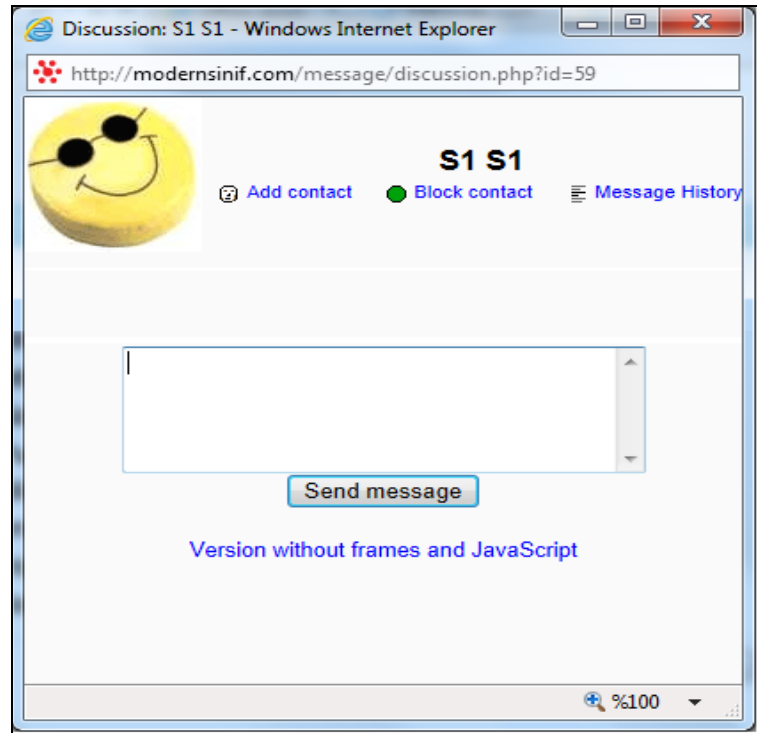 Discussion: S1 S1 - Windows Internet Explorer
http://modernsinif.com/message/discussion.php?id=59
S1 S1
Add contact Block contact Message History
Send message
Version without frames and JavaScript
%100